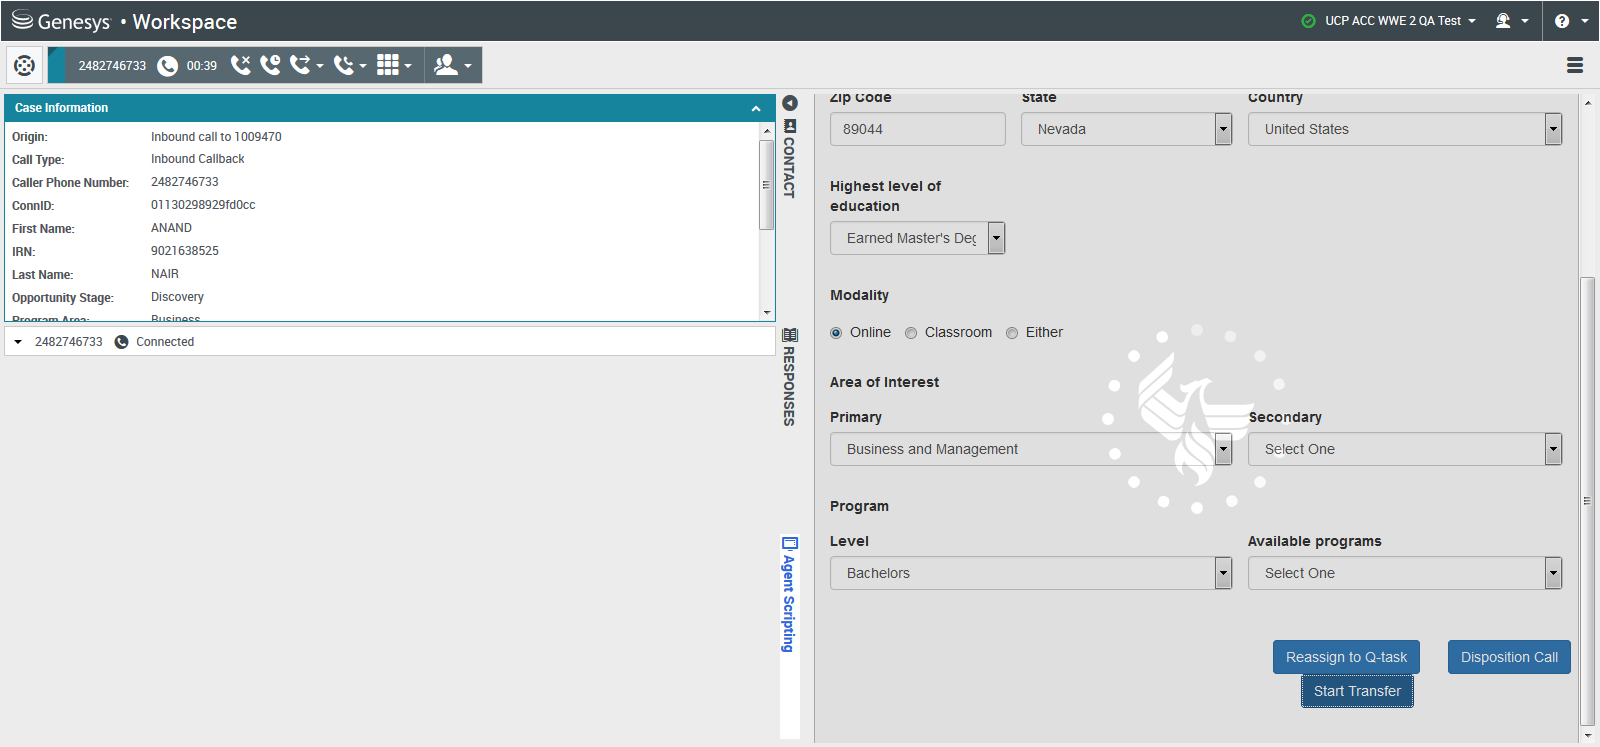 Genesys • Workspace
UCP ACC WWE 2 QA Test
2482746733 00:39
Case Information
Origin: Inbound call to 1009470
Call Type: Inbound Callback
Caller Phone Number: 2482746733
ConnID: 01130298929fd0cc
First Name: ANAND
IRN: 9021638525
Last Name: NAIR
Opportunity Stage: Discovery
Program Area: Business
2482746733 Connected
CONTACT
RESPONSES
Agent Scripting
Zip Code State Country
89044 Nevada United States
Highest level of
education
Earned Master's Deg
Modality
Online Classroom Either
Area of Interest
Primary Secondary
Business and Management Select One
Program
Level Available programs
Bachelors Select One
Reassign to Q-task Disposition Call
Start Transfer